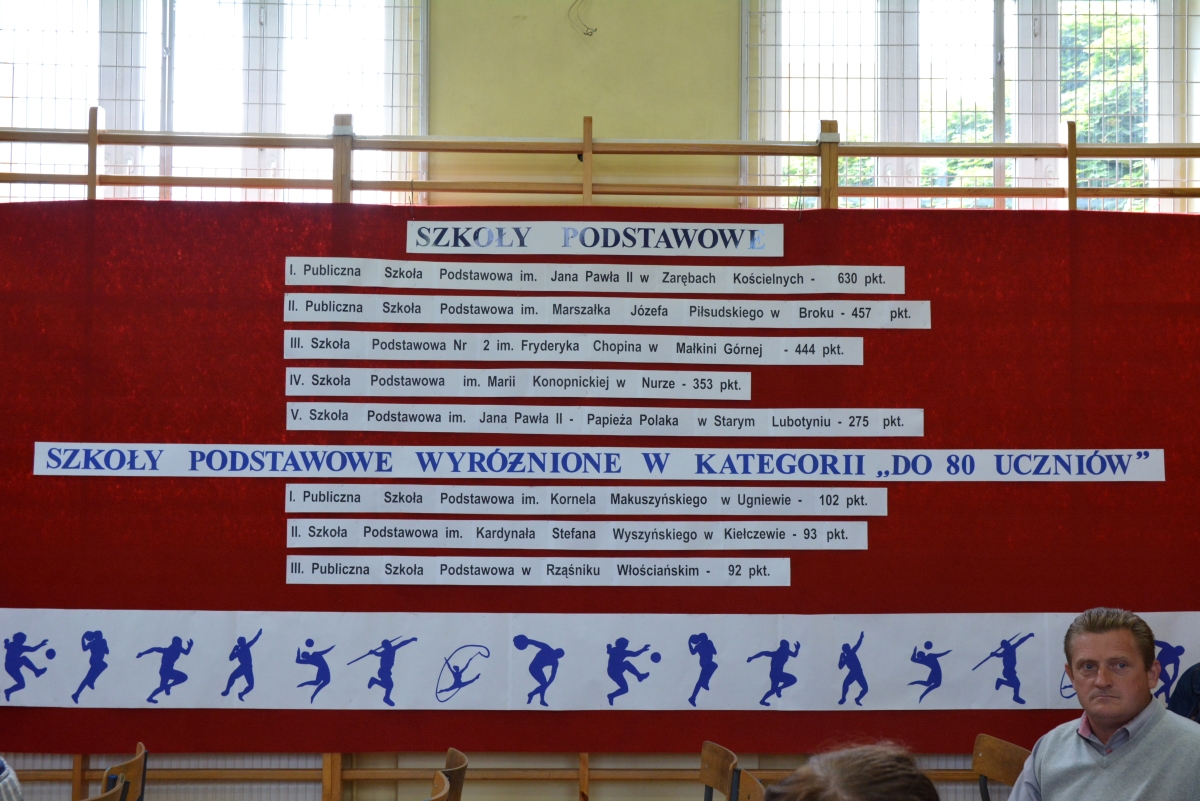 SZKOŁY PODSTAWOWE
I. Publiczna Szkoła Podstawowa im. Jana Pawła II w Zarębach Kościelnych - 630 pkt.
II. Publiczna Szkoła Podstawowa im. Marszałka Józefa Piłsudskiego w Broku - 457 pkt.
III. Szkoła Podstawowa Nr 2 im. Fryderyka Chopina w Małkini Górnej - 444 pkt.
IV. Szkoła Podstawowa im. Marii Konopnickiej w Nurze - 353 pkt.
V. Szkoła Podstawowa im. Jana Pawła II - Papieża Polaka w Starym Lubotyniu - 275 pkt.
SZKOŁY PODSTAWOWE WYRÓŻNIONE W KATEGORII „DO 80 UCZNIÓW”
I. Publiczna Szkoła Podstawowa im. Kornela Makuszyńskiego w Ugniewie - 102 pkt.
II. Szkoła Podstawowa im. Kardynała Stefana Wyszyńskiego w Kiełczewie - 93 pkt.
III. Publiczna Szkoła Podstawowa w Rząśniku Włościańskim - 92 pkt.